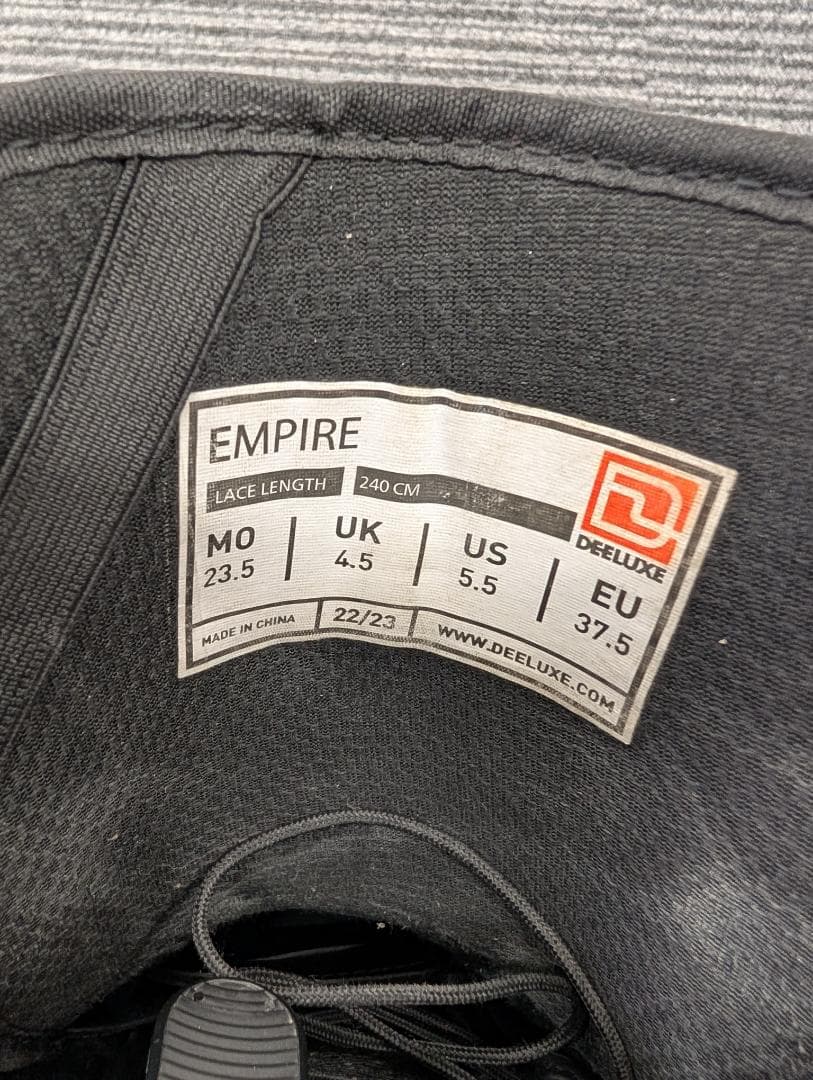 EMPIRE
LACE LENGTH 240 CM
DEELUXE
MO UK US EU
23.5 4.5 5.5 37.5
MADE IN CHINA 22/23 WWW.DEELUXE.COM